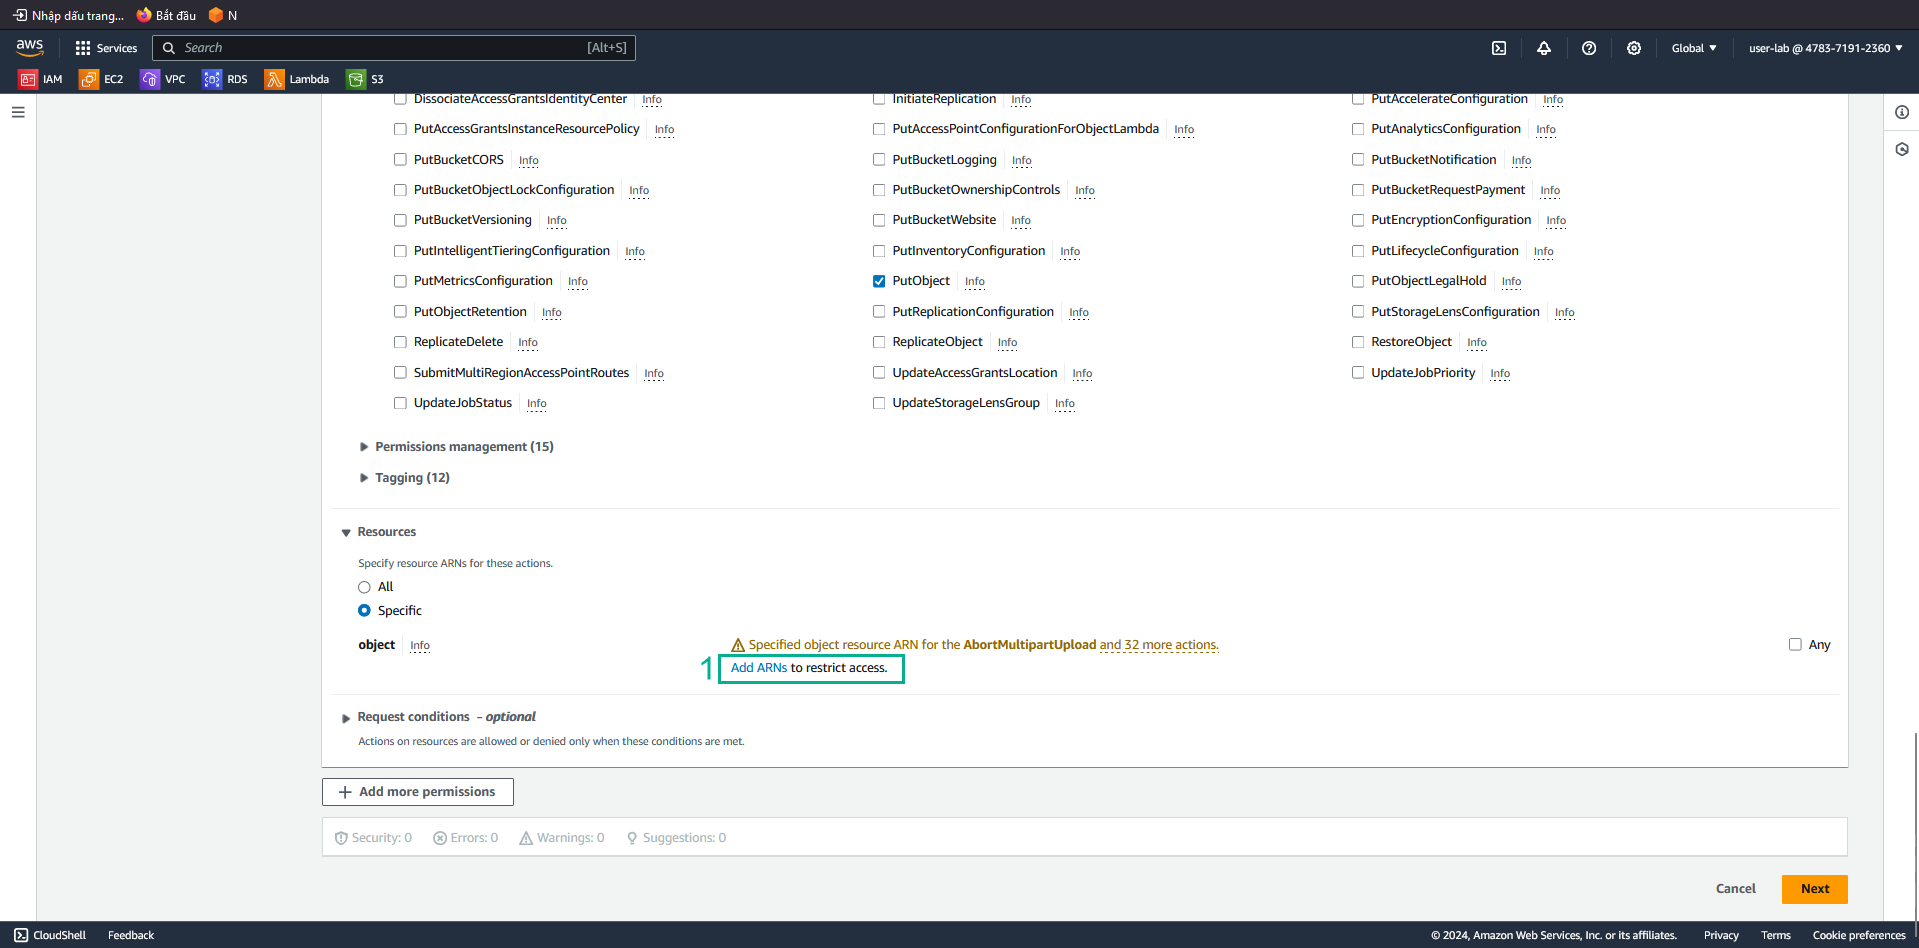 Nhập dấu trang... Bắt đầu N
aws Services Search [Alt+S] Global user-lab @ 4783-7191-2360
IAM EC2 VPC RDS Lambda S3
DissociateAccessGrantsIdentityCenter Info InitiateReplication Info PutAccelerateConfiguration Info
PutAccessGrantsInstanceResourcePolicy Info PutAccessPointConfigurationForObjectLambda Info PutAnalyticsConfiguration Info
PutBucketCORS Info PutBucketLogging Info PutBucketNotification Info
PutBucketObjectLockConfiguration Info PutBucketOwnershipControls Info PutBucketRequestPayment Info
PutBucketVersioning Info PutBucketWebsite Info PutEncryptionConfiguration Info
PutIntelligentTieringConfiguration Info PutInventoryConfiguration Info PutLifecycleConfiguration Info
PutMetricsConfiguration Info PutObject Info PutObjectLegalHold Info
PutObjectRetention Info PutReplicationConfiguration Info PutStorageLensConfiguration Info
ReplicateDelete Info ReplicateObject Info RestoreObject Info
SubmitMultiRegionAccessPointRoutes Info UpdateAccessGrantsLocation Info UpdateJobPriority Info
UpdateJobStatus Info UpdateStorageLensGroup Info
Permissions management (15)
Tagging (12)
Resources
Specify resource ARNs for these actions.
All
Specific
object Info Specified object resource ARN for the AbortMultipartUpload and 32 more actions. Any
1 Add ARNs to restrict access.
Request conditions - optional
Actions on resources are allowed or denied only when these conditions are met.
Add more permissions
Security: 0 Errors: 0 Warnings: 0 Suggestions: 0
Cancel Next
CloudShell Feedback © 2024, Amazon Web Services, Inc. or its affiliates. Privacy Terms Cookie preferences